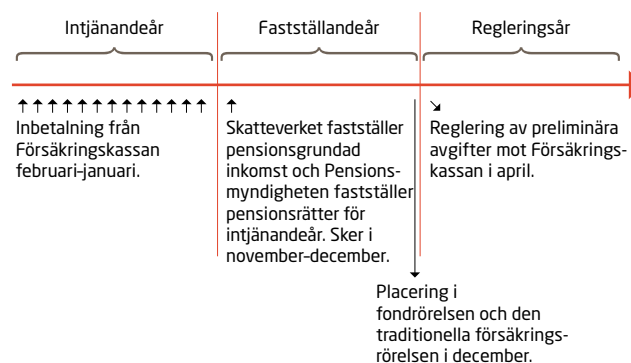 Intjänandeår
Fastställandeår
Regleringsår
Inbetalning från
Försäkringskassan
februari–januari.
Skatteverket fastställer
pensionsgrundad
inkomst och Pensions-
myndigheten fastställer
pensionsrätter för
intjänandeår. Sker i
november–december.
Reglering av preliminära
avgifter mot Försäkrings-
kassan i april.
Placering i
fondrörelsen och den
traditionella försäkrings-
rörelsen i december.